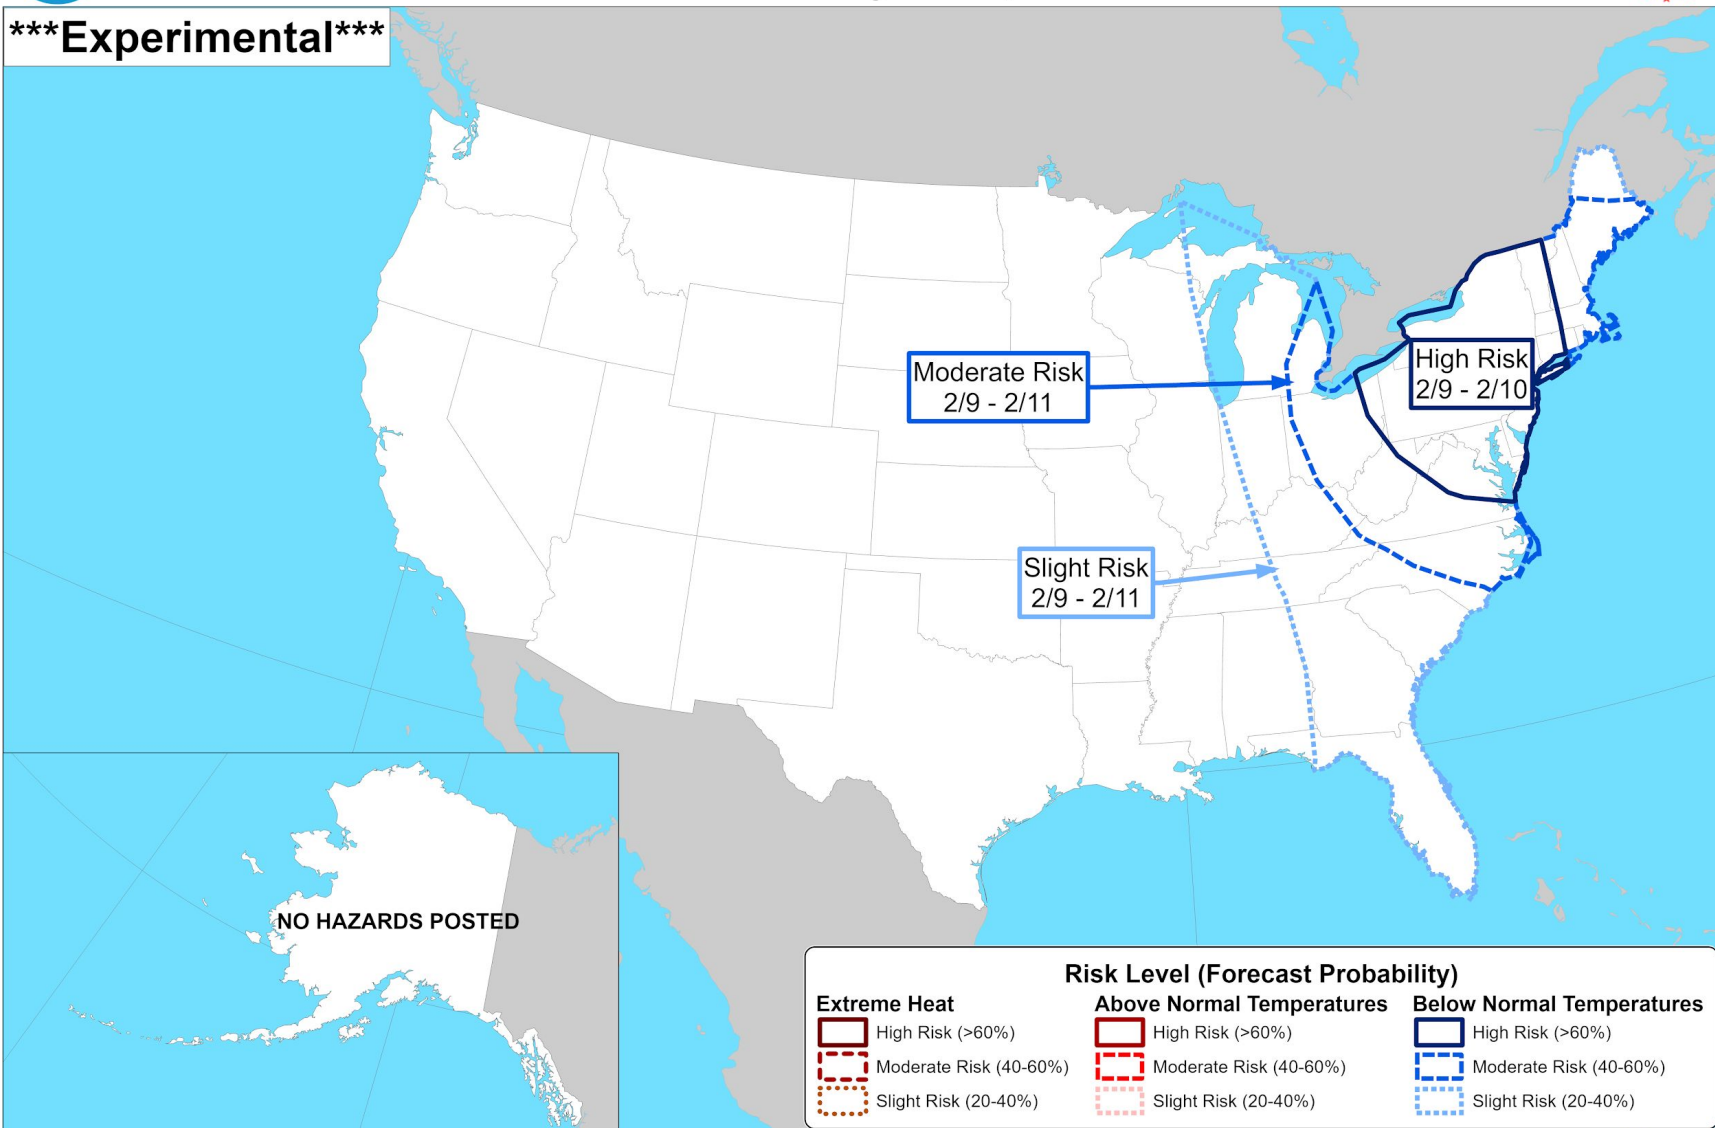 ***Experimental***
Moderate Risk
2/9 - 2/11
High Risk
2/9 - 2/10
Slight Risk
2/9 - 2/11
NO HAZARDS POSTED
Risk Level (Forecast Probability)
Extreme Heat
High Risk (>60%)
Moderate Risk (40-60%)
Slight Risk (20-40%)
Above Normal Temperatures
High Risk (>60%)
Moderate Risk (40-60%)
Slight Risk (20-40%)
Below Normal Temperatures
High Risk (>60%)
Moderate Risk (40-60%)
Slight Risk (20-40%)